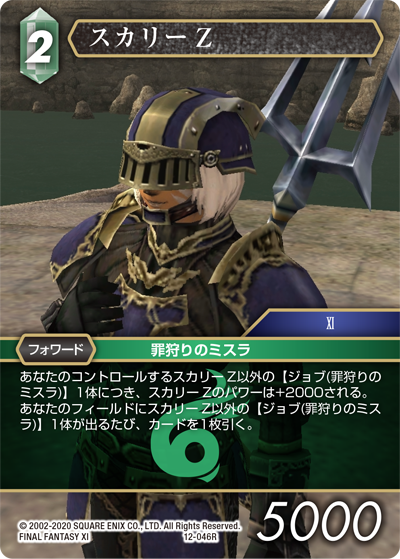 2
スカリー Z
XI
フォワード
罪狩りのミスラ
あなたのコントロールするスカリー Z以外の【ジョブ(罪狩りの
ミスラ)】1体につき、スカリー Zのパワーは+2000される。
あなたのフィールドにスカリー Z以外の【ジョブ(罪狩りのミス
ラ)】1体が出るたび、カードを1枚引く。
© 2002-2020 SQUARE ENIX CO., LTD. All Rights Reserved.
FINAL FANTASY XI
12-046R
5000